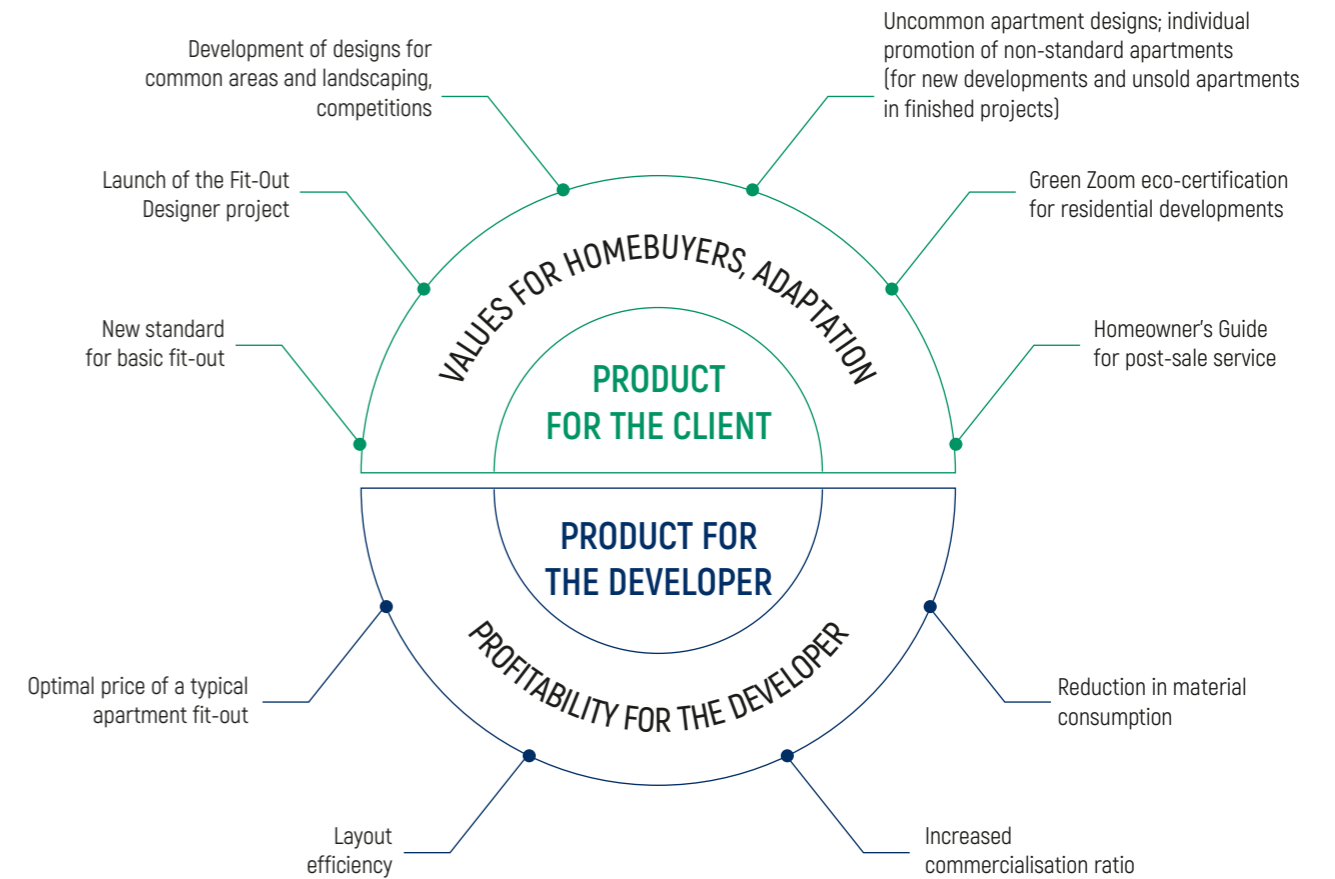 Development of designs for
common areas and landscaping,
competitions
Uncommon apartment designs; individual
promotion of non-standard apartments
(for new developments and unsold apartments
in finished projects)
Launch of the Fit-Out
Designer project
Green Zoom eco-certification
for residential developments
New standard
for basic fit-out
Homeowner's Guide
for post-sale service
VALUES FOR HOMEBUYERS, ADAPTATION
PRODUCT
FOR THE CLIENT
PRODUCT FOR
THE DEVELOPER
PROFITABILITY FOR THE DEVELOPER
Optimal price of a typical
apartment fit-out
Reduction in material
consumption
Layout
efficiency
Increased
commercialisation ratio